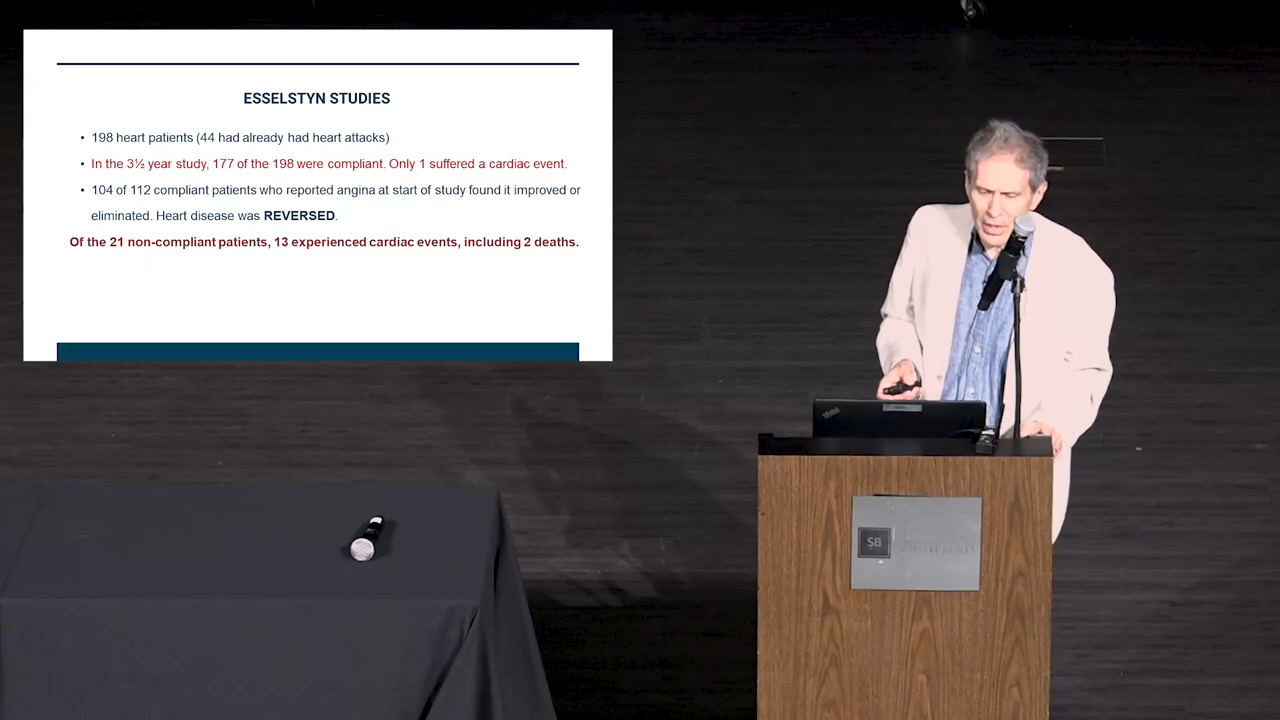 ESSELSTYN STUDIES
• 198 heart patients (44 had already had heart attacks)
• In the 3½ year study, 177 of the 198 were compliant. Only 1 suffered a cardiac event.
• 104 of 112 compliant patients who reported angina at start of study found it improved or
eliminated. Heart disease was REVERSED.
Of the 21 non-compliant patients, 13 experienced cardiac events, including 2 deaths.
SB
SOUTH BEND